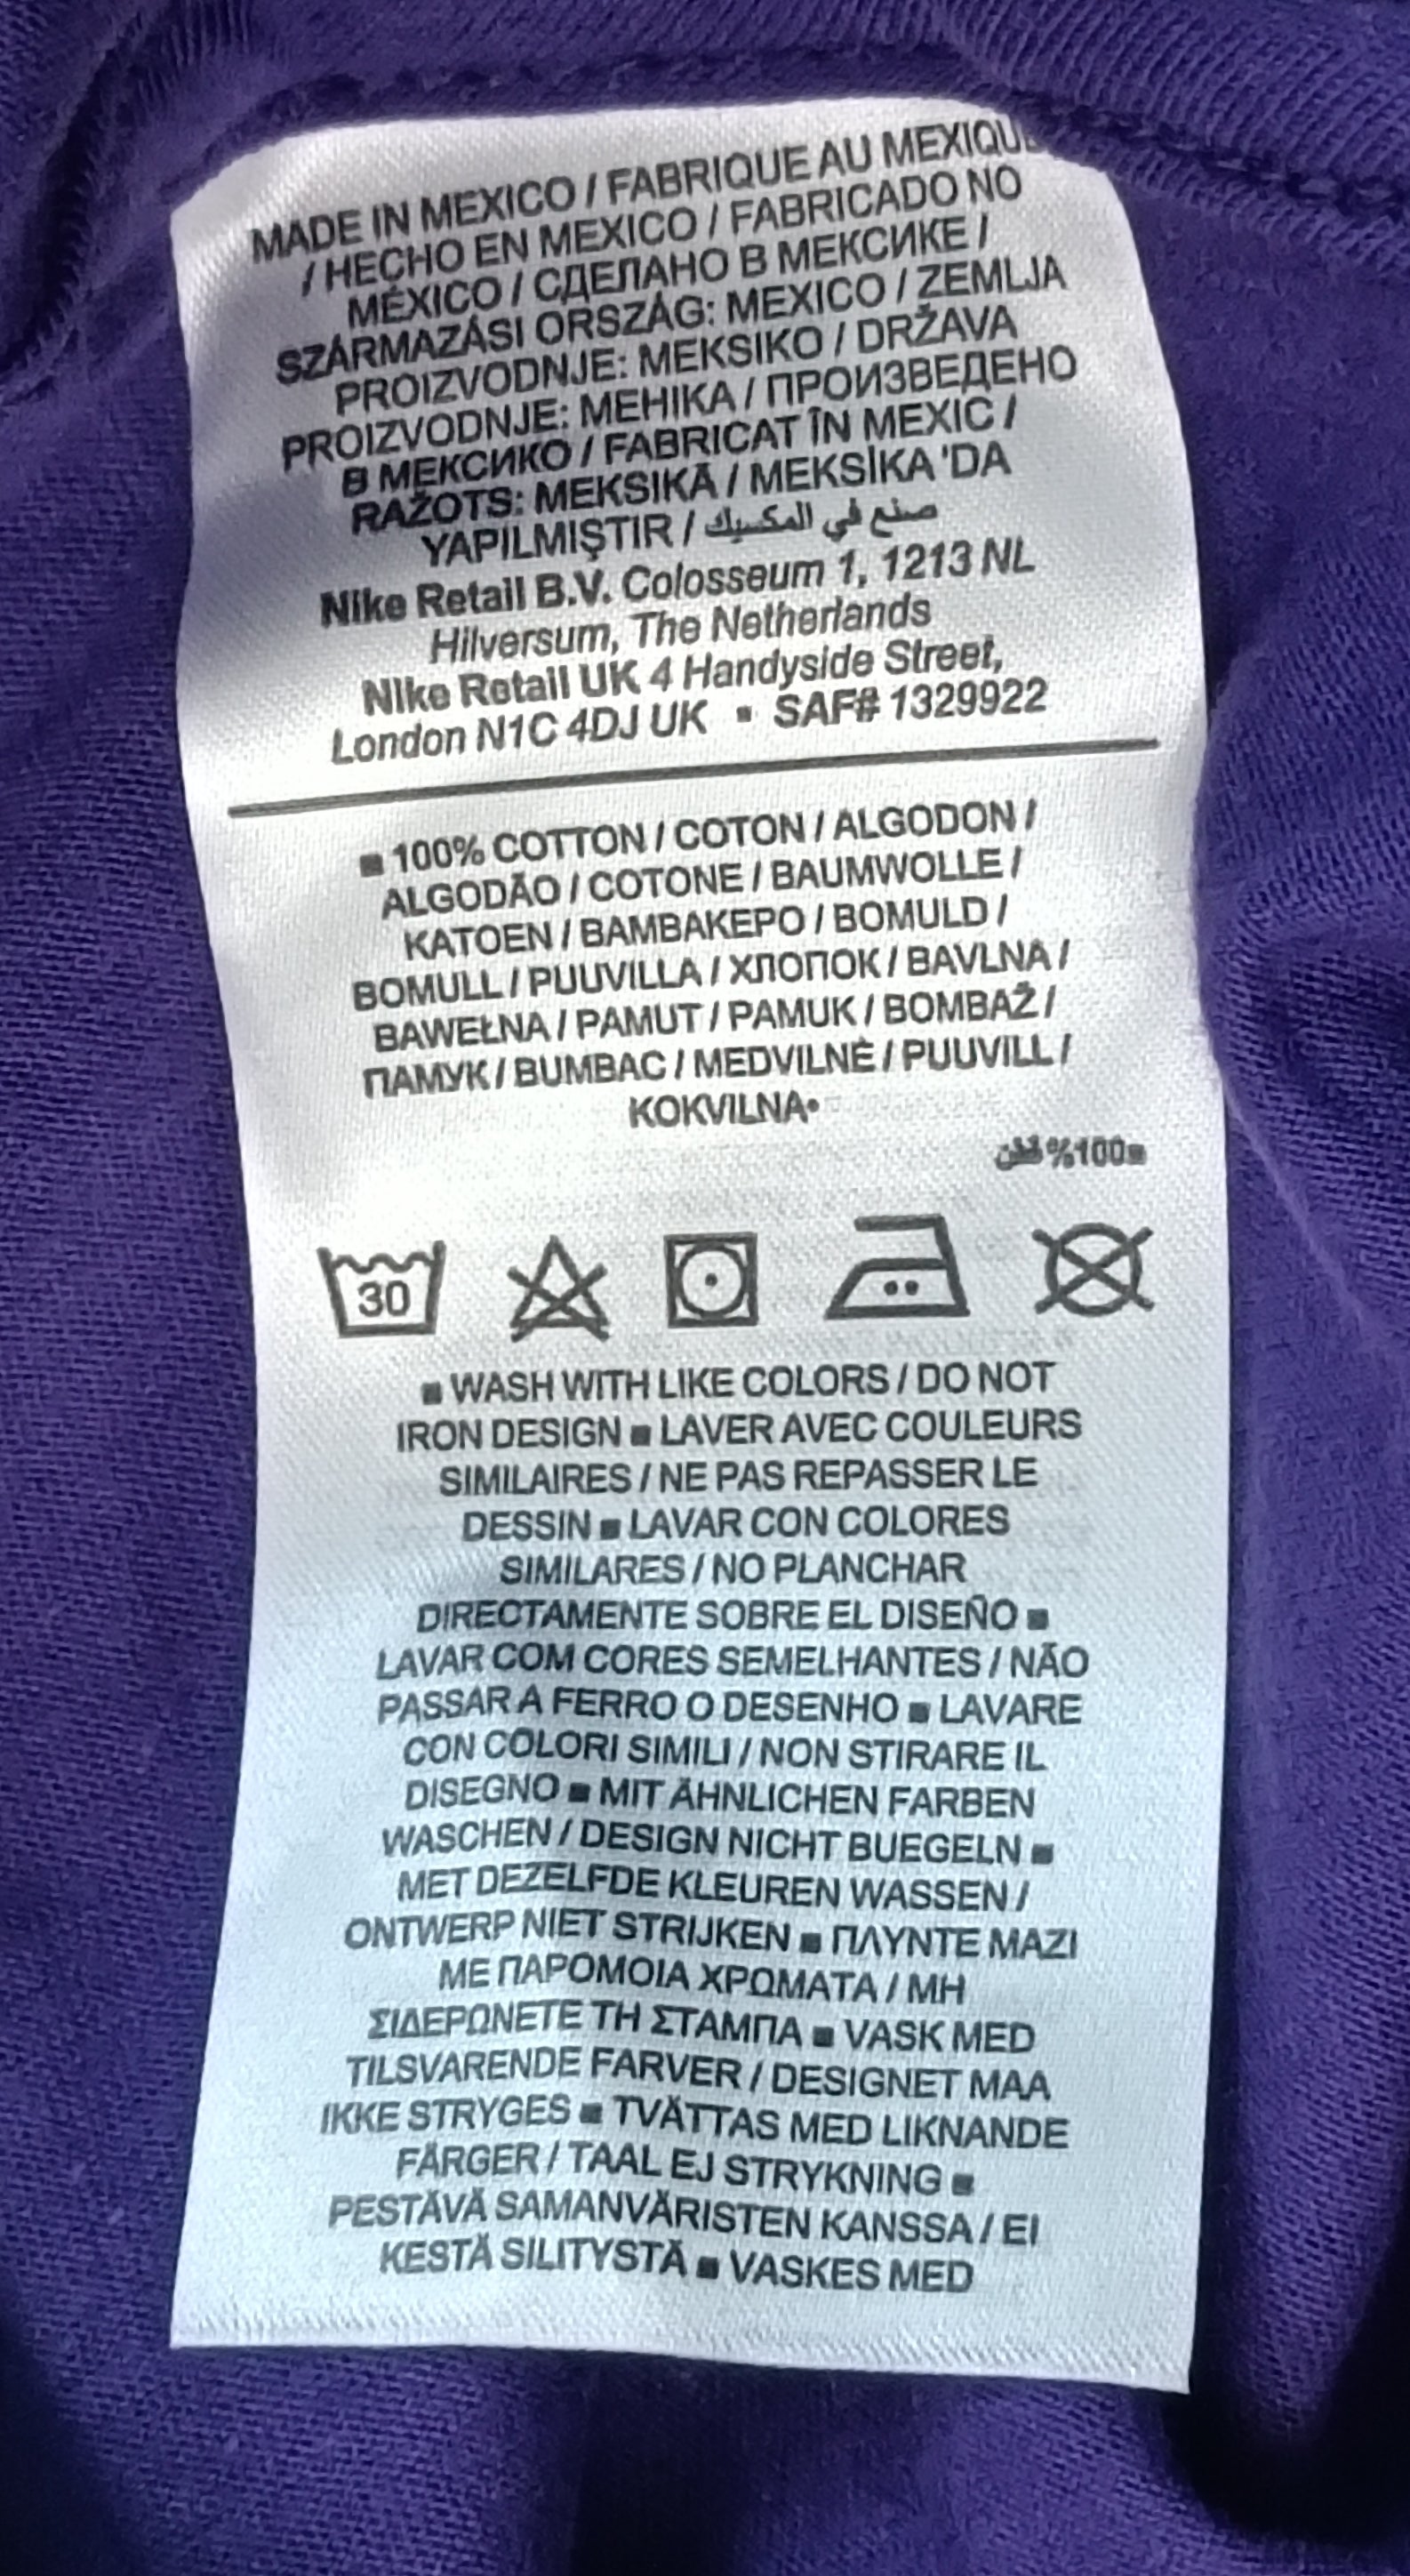 MADE IN MEXICO / FABRIQUE AU MEXIQUE
/ HECHO EN MEXICO / FABRICADO NO
MÉXICO / СДЕЛАНО В МЕКСИКЕ /
SZÁRMAZÁSI ORSZÁG: MEXICO / ZEMLJA
PROIZVODNJE: MEKSIKO / DRŽAVA
PROIZVODNJE: МЕНІКА / ПРОИЗВЕДЕНО
В МЕКСИКО / FABRICAT ÎN MEXIC /
RAŽOTS: MEKSIKĀ / MEKSİKA 'DA
YAPILMIŞTIR / صنع في المكسيك
Nike Retail B.V. Colosseum 1, 1213 NL
Hilversum, The Netherlands
Nike Retail UK 4 Handyside Street,
London N1C 4DJ UK ▪ SAF# 1329922
■ 100% COTTON / COTON / ALGODON /
ALGODÃO / COTONE / BAUMWOLLE /
KATOEN / ΒΑΜΒΑΚΕΡΟ / BOMULD /
BOMULL / PUUVILLA / ХЛОПОК / BAVLNA /
BAWEŁNA / PAMUT / PAMUK / BOMBAŽ /
ПАМУК / BUMBAC / MEDVILNĖ / PUUVILL /
KOKVILNA•
■100% قطن
30
■ WASH WITH LIKE COLORS / DO NOT
IRON DESIGN ■ LAVER AVEC COULEURS
SIMILAIRES / NE PAS REPASSER LE
DESSIN ■ LAVAR CON COLORES
SIMILARES / NO PLANCHAR
DIRECTAMENTE SOBRE EL DISEÑO ■
LAVAR COM CORES SEMELHANTES / NÃO
PASSAR A FERRO O DESENHO ■ LAVARE
CON COLORI SIMILI / NON STIRARE IL
DISEGNO ■ MIT ÄHNLICHEN FARBEN
WASCHEN / DESIGN NICHT BUEGELN ■
MET DEZELFDE KLEUREN WASSEN /
ONTWERP NIET STRIJKEN ■ ΠΛΥΝΤΕ ΜΑΖΙ
ΜΕ ΠΑΡΟΜΟΙΑ ΧΡΩΜΑΤΑ / ΜΗ
ΣΙΔΕΡΩΝΕΤΕ ΤΗ ΣΤΑΜΠΑ ■ VASK MED
TILSVARENDE FARVER / DESIGNET MAA
IKKE STRYGES ■ TVÄTTAS MED LIKNANDE
FÄRGER / TAAL EJ STRYKNING ■
PESTÄVÄ SAMANVÄRISTEN KANSSA / EI
KESTÄ SILITYSTÄ ■ VASKES MED